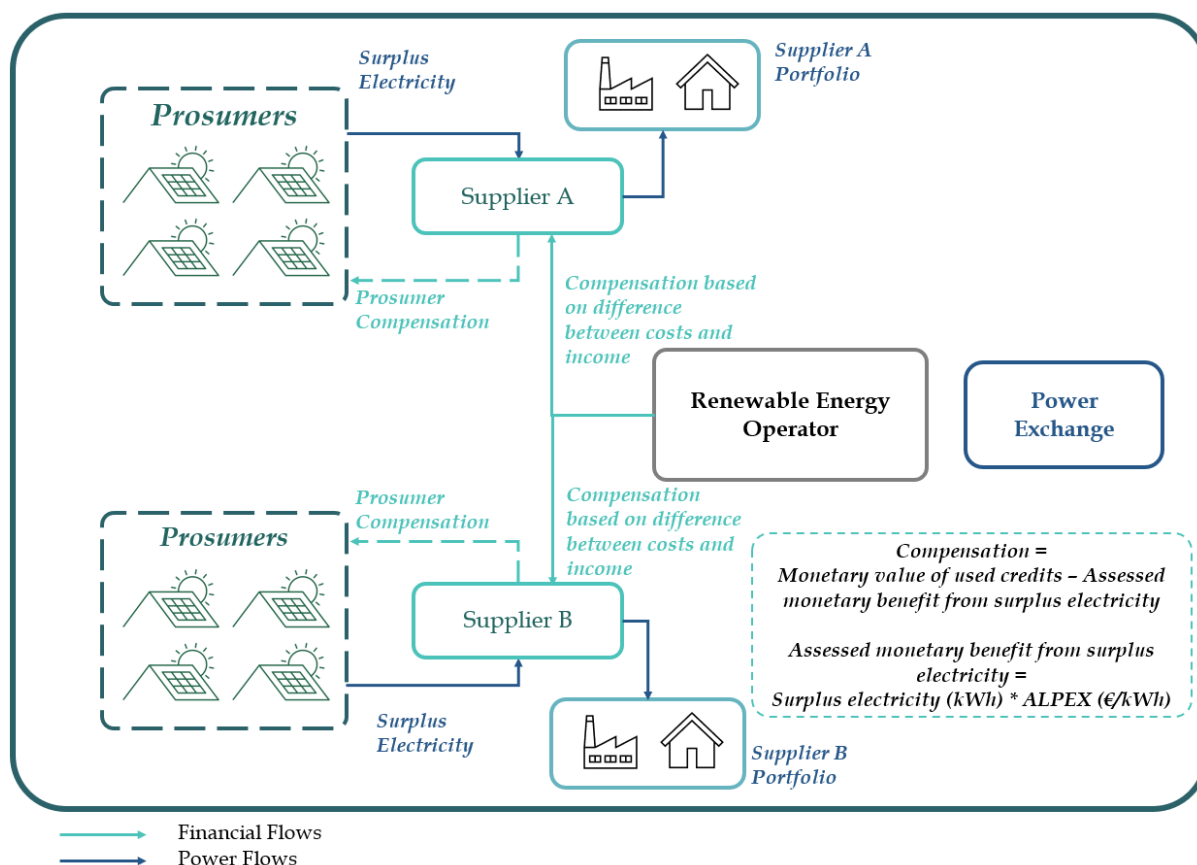 Surplus
Electricity
Supplier A
Portfolio
Prosumers
Supplier A
Prosumer
Compensation
Compensation based
on difference
between costs and
income
Renewable Energy
Operator
Power
Exchange
Prosumer
Compensation
Compensation
based on difference
between costs and
income
Prosumers
Supplier B
Surplus
Electricity
Supplier B
Portfolio
Compensation =
Monetary value of used credits – Assessed
monetary benefit from surplus electricity
Assessed monetary benefit from surplus
electricity =
Surplus electricity (kWh) * ALPEX (€/kWh)
Financial Flows
Power Flows